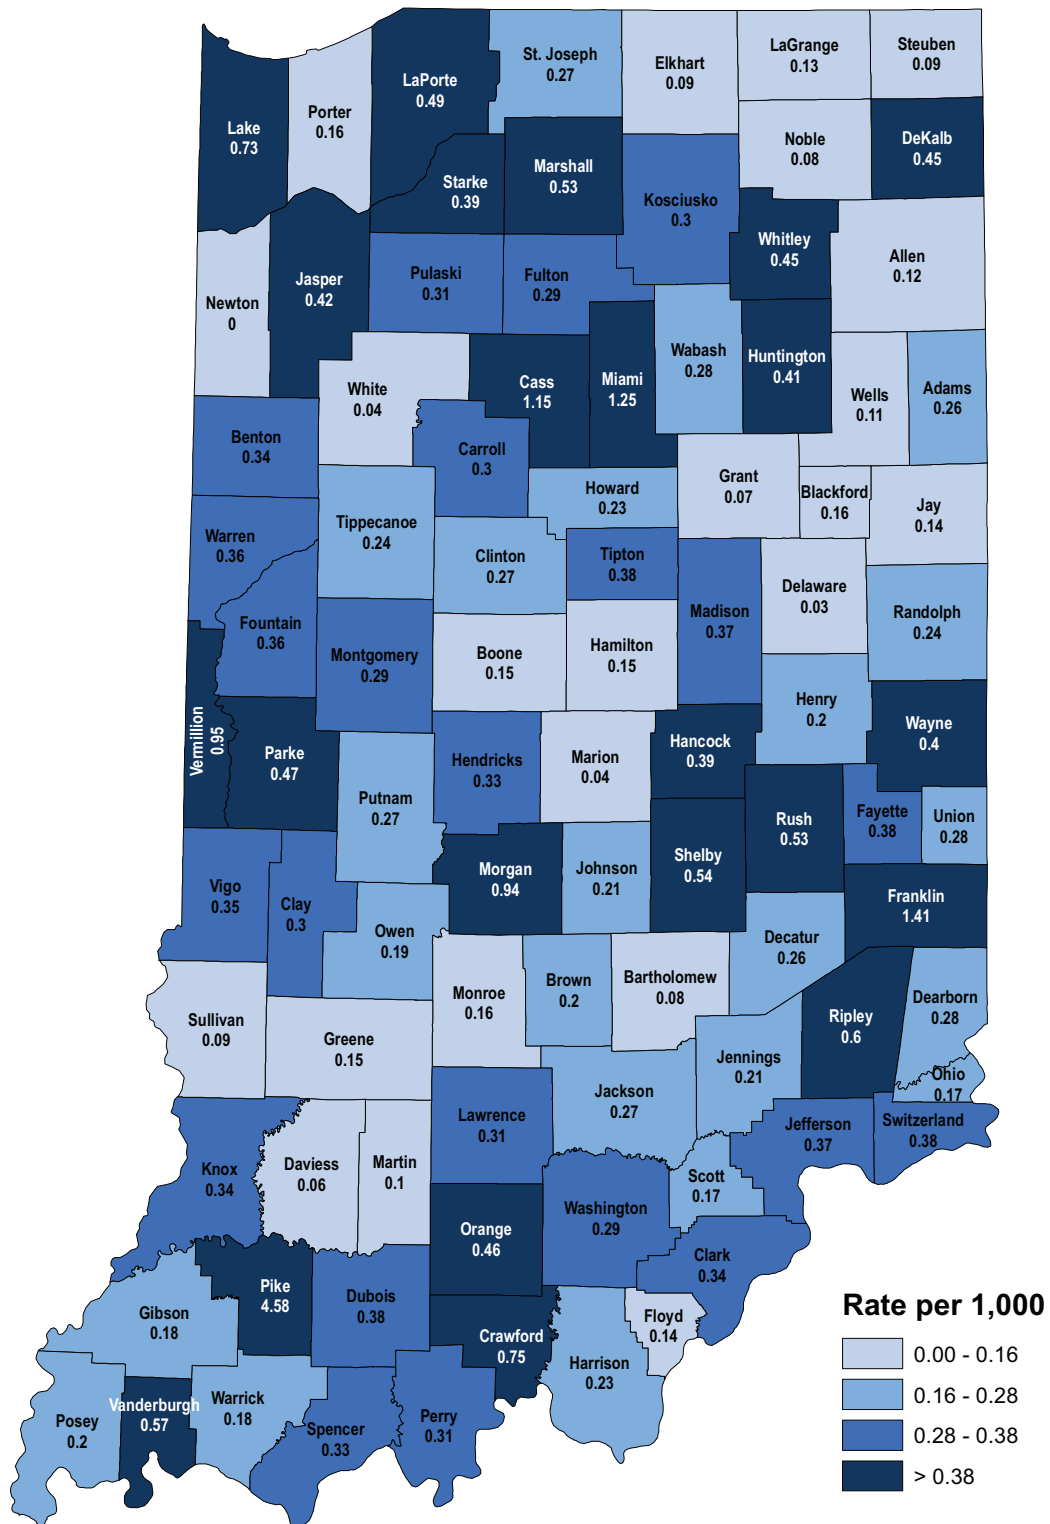 St. Joseph
0.27
Elkhart
0.09
LaGrange
0.13
Steuben
0.09
LaPorte
0.49
Porter
0.16
Lake
0.73
Noble
0.08
DeKalb
0.45
Marshall
0.53
Starke
0.39
Kosciusko
0.3
Whitley
0.45
Allen
0.12
Newton
0
Jasper
0.42
Pulaski
0.31
Fulton
0.29
White
0.04
Cass
1.15
Miami
1.25
Wabash
0.28
Huntington
0.41
Wells
0.11
Adams
0.26
Benton
0.34
Carroll
0.3
Howard
0.23
Grant
0.07
Blackford
0.16
Jay
0.14
Warren
0.36
Tippecanoe
0.24
Clinton
0.27
Tipton
0.38
Delaware
0.03
Randolph
0.24
Fountain
0.36
Montgomery
0.29
Boone
0.15
Hamilton
0.15
Madison
0.37
Henry
0.2
Wayne
0.4
Vermillion
0.95
Parke
0.47
Putnam
0.27
Hendricks
0.33
Marion
0.04
Hancock
0.39
Rush
0.53
Fayette
0.38
Union
0.28
Vigo
0.35
Clay
0.3
Owen
0.19
Morgan
0.94
Johnson
0.21
Shelby
0.54
Franklin
1.41
Decatur
0.26
Sullivan
0.09
Greene
0.15
Monroe
0.16
Brown
0.2
Bartholomew
0.08
Ripley
0.6
Dearborn
0.28
Jennings
0.21
Ohio
0.17
Jackson
0.27
Lawrence
0.31
Jefferson
0.37
Switzerland
0.38
Knox
0.34
Daviess
0.06
Martin
0.1
Scott
0.17
Washington
0.29
Orange
0.46
Clark
0.34
Gibson
0.18
Pike
4.58
Dubois
0.38
Crawford
0.75
Floyd
0.14
Harrison
0.23
Posey
0.2
Vanderburgh
0.57
Warrick
0.18
Spencer
0.33
Perry
0.31
Rate per 1,000
0.00 - 0.16
0.16 - 0.28
0.28 - 0.38
> 0.38